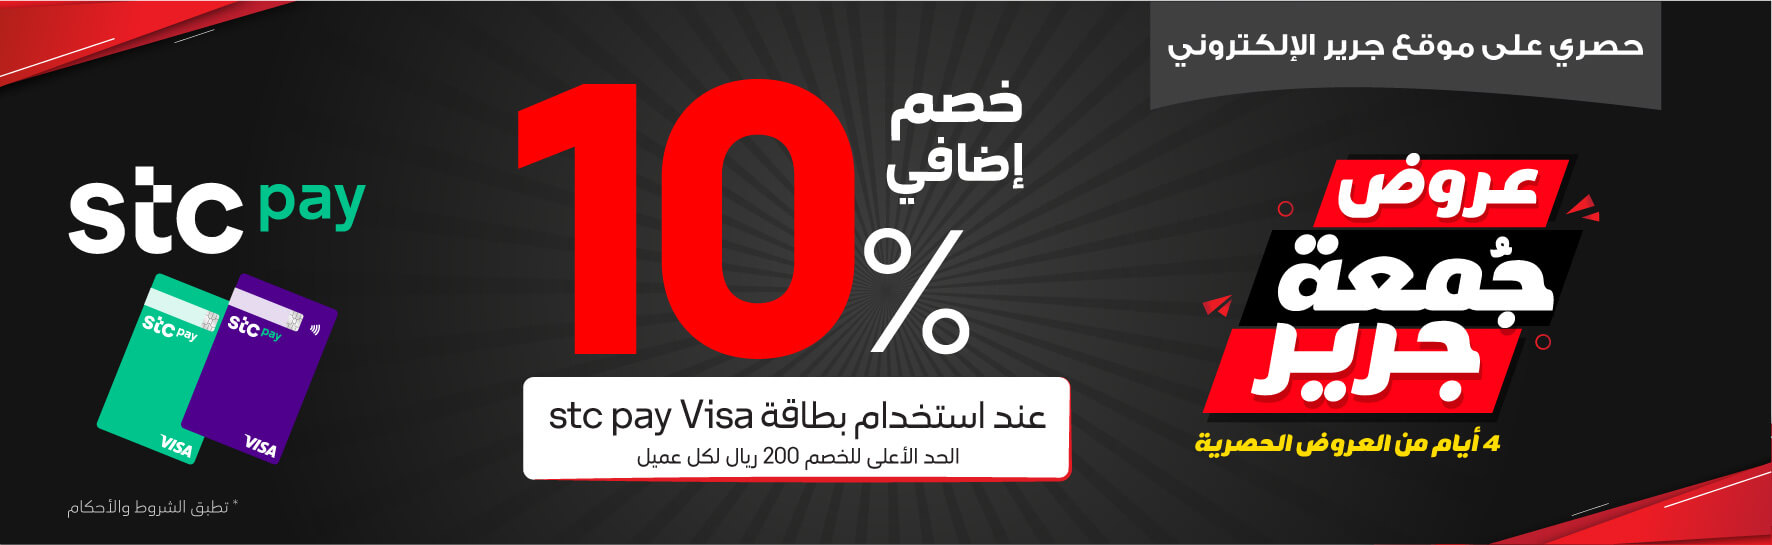 حصري على موقع جرير الإلكتروني
عروض
جُمعة
جرير
4 أيام من العروض الحصرية
خصم
إضافي
10%
عند استخدام بطاقة stc pay Visa
الحد الأعلى للخصم 200 ريال لكل عميل
stc pay
stc pay
VISA
stc pay
VISA
* تطبق الشروط والأحكام